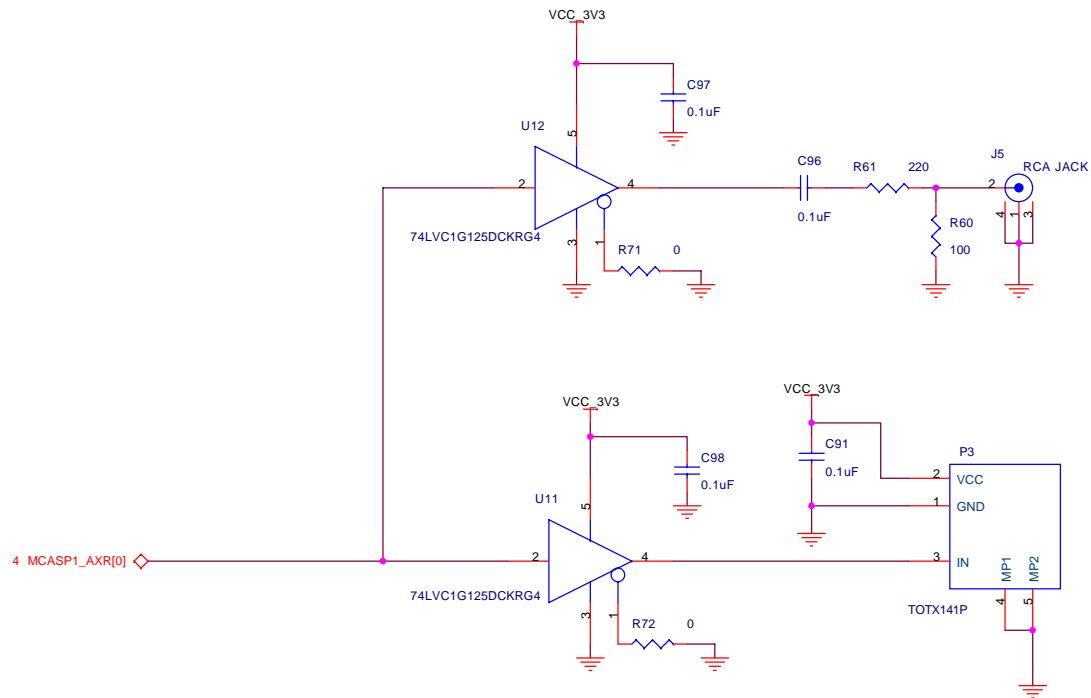 VCC_3V3
C97
0.1uF
U12
5
2
4
3
1
74LVC1G125DCKRG4
R71 0
C96
0.1uF
R61 220
R60
100
J5
RCA JACK
2
4
1
3
VCC_3V3
C98
0.1uF
U11
5
2
4
3
1
74LVC1G125DCKRG4
R72 0
4 MCASP1_AXR[0]
VCC_3V3
C91
0.1uF
P3
2 VCC
1 GND
3 IN
MP1
MP2
4
5
TOTX141P